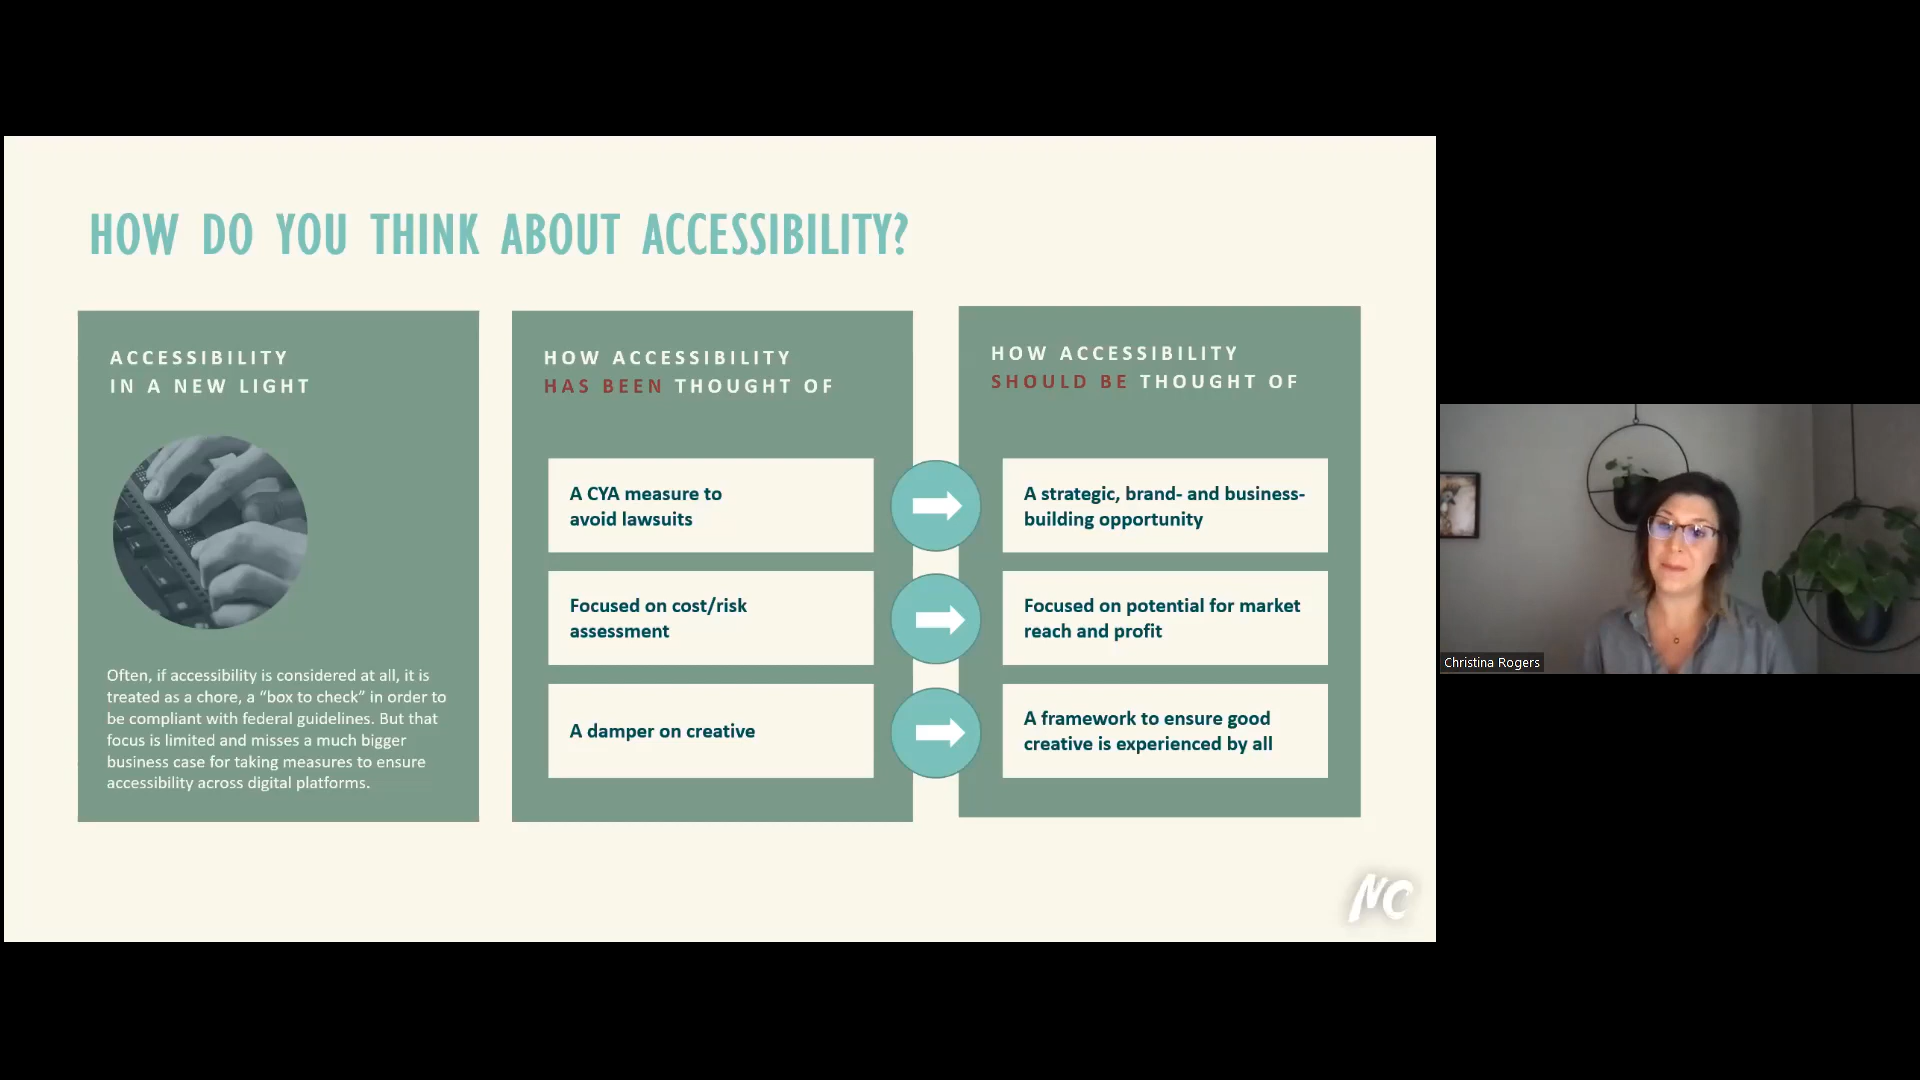 HOW DO YOU THINK ABOUT ACCESSIBILITY?
ACCESSIBILITY
IN A NEW LIGHT
Often, if accessibility is considered at all, it is
treated as a chore, a “box to check” in order to
be compliant with federal guidelines. But that
focus is limited and misses a much bigger
business case for taking measures to ensure
accessibility across digital platforms.
HOW ACCESSIBILITY
HAS BEEN THOUGHT OF
A CYA measure to
avoid lawsuits
Focused on cost/risk
assessment
A damper on creative
HOW ACCESSIBILITY
SHOULD BE THOUGHT OF
A strategic, brand- and business-
building opportunity
Focused on potential for market
reach and profit
A framework to ensure good
creative is experienced by all
NC
Christina Rogers